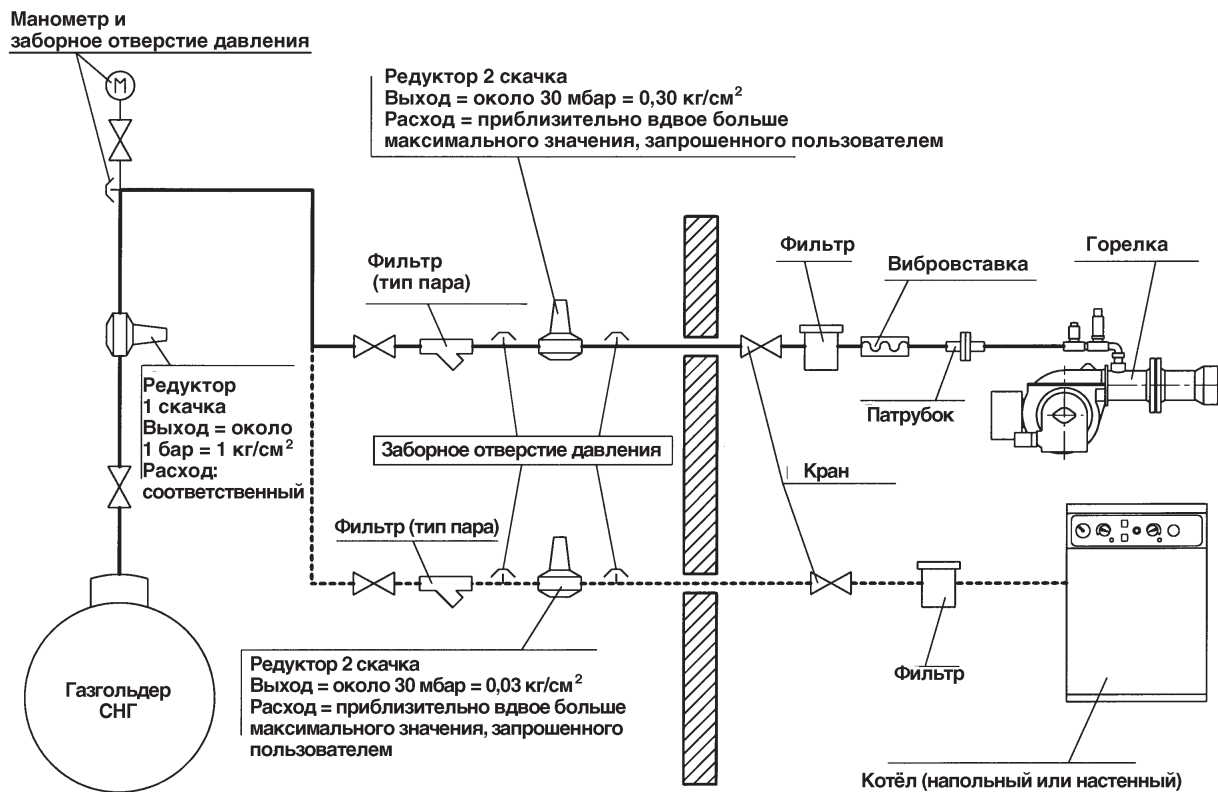 Манометр и
заборное отверстие давления
М
Редуктор 2 скачка
Выход = около 30 мбар = 0,30 кг/см²
Расход = приблизительно вдвое больше
максимального значения, запрошенного пользователем
Фильтр
(тип пара)
Фильтр
Вибровставка
Горелка
Редуктор
1 скачка
Выход = около
1 бар = 1 кг/см²
Расход:
соответственный
Патрубок
Заборное отверстие давления
Кран
Фильтр (тип пара)
Газгольдер
СНГ
Редуктор 2 скачка
Выход = около 30 мбар = 0,03 кг/см²
Расход = приблизительно вдвое больше
максимального значения, запрошенного
пользователем
Фильтр
Котёл (напольный или настенный)